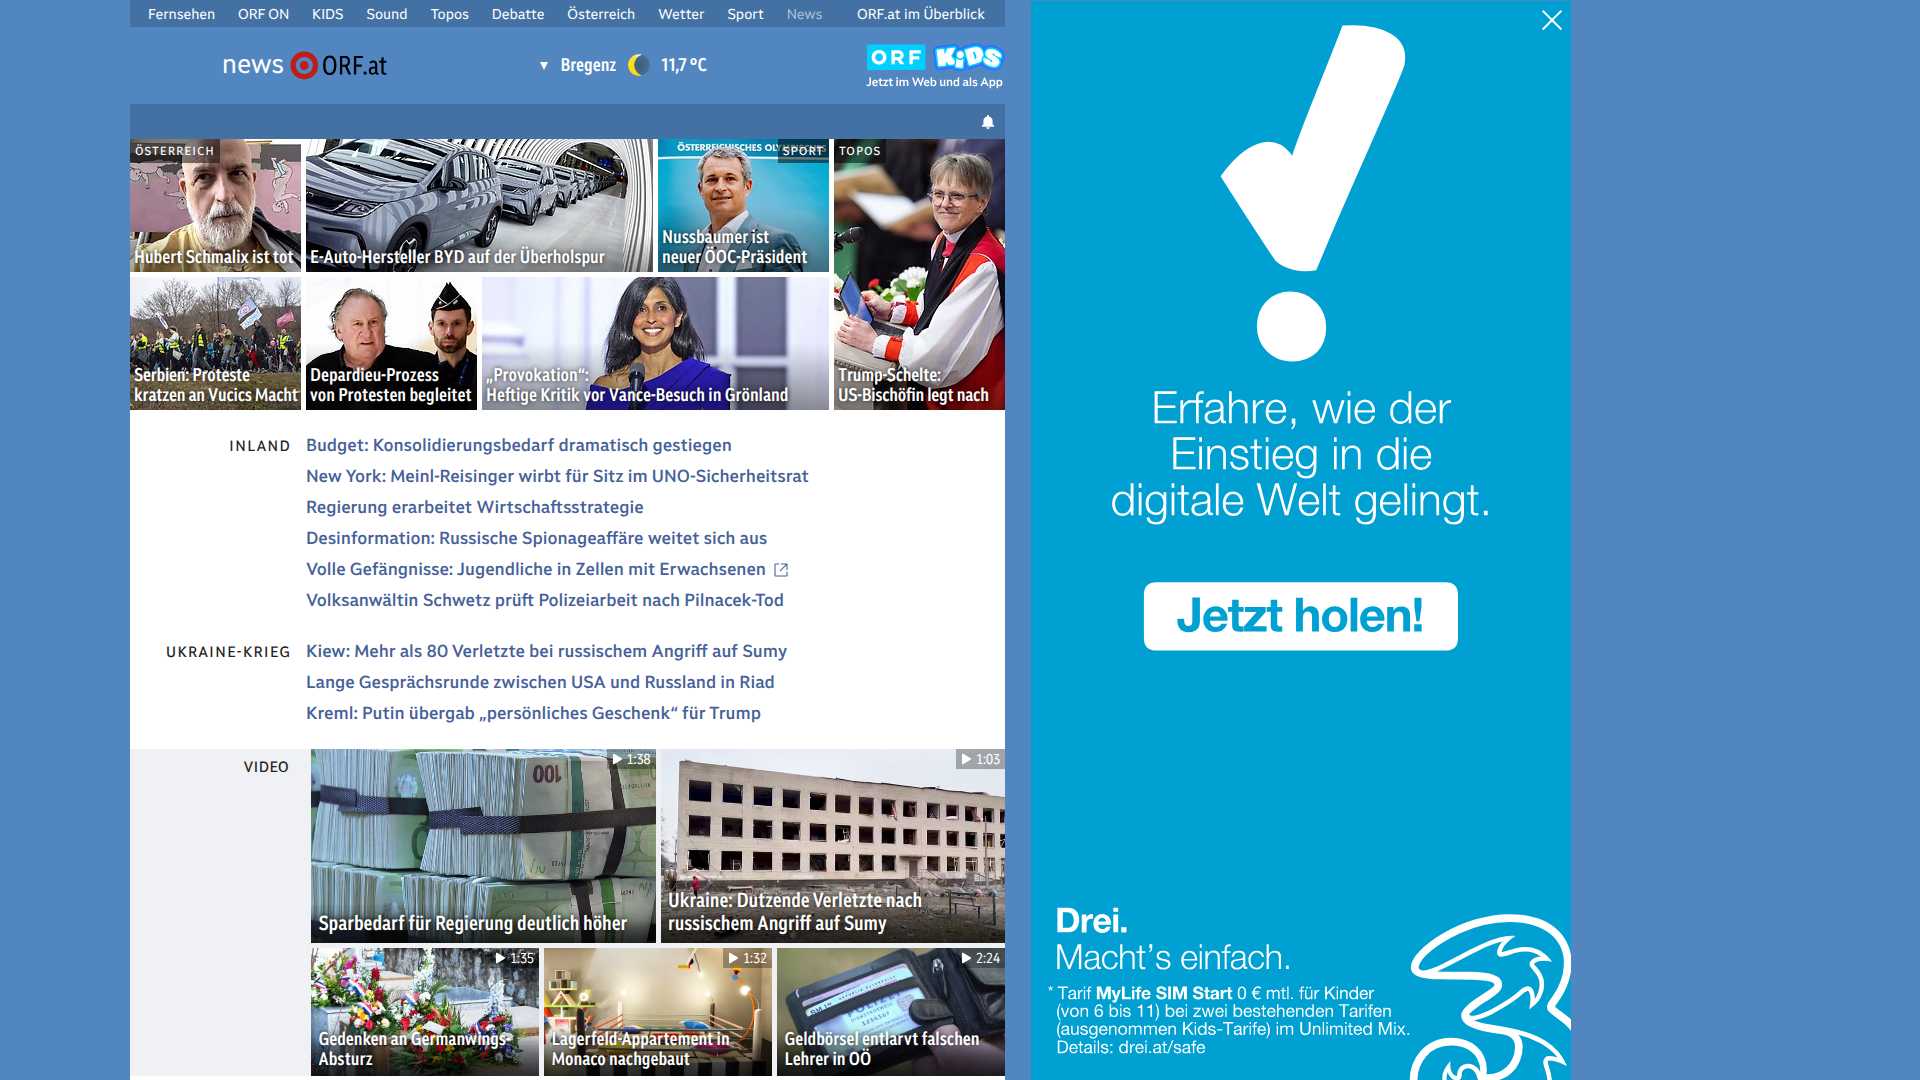 Fernsehen ORF ON KIDS Sound Topos Debatte Österreich Wetter Sport News ORF.at im Überblick
news ORF.at
Bregenz 11,7 °C
ORF KiDS
Jetzt im Web und als App
ÖSTERREICH
Hubert Schmalix ist tot
E-Auto-Hersteller BYD auf der Überholspur
ÖSTERREICHISCHES
SPORT
Nussbaumer ist
neuer ÖOC-Präsident
TOPOS
Trump-Schelte:
US-Bischöfin legt nach
Serbien: Proteste
kratzen an Vucics Macht
Depardieu-Prozess
von Protesten begleitet
„Provokation“:
Heftige Kritik vor Vance-Besuch in Grönland
INLAND
Budget: Konsolidierungsbedarf dramatisch gestiegen
New York: Meinl-Reisinger wirbt für Sitz im UNO-Sicherheitsrat
Regierung erarbeitet Wirtschaftsstrategie
Desinformation: Russische Spionageaffäre weitet sich aus
Volle Gefängnisse: Jugendliche in Zellen mit Erwachsenen
Volksanwältin Schwetz prüft Polizeiarbeit nach Pilnacek-Tod
UKRAINE-KRIEG
Kiew: Mehr als 80 Verletzte bei russischem Angriff auf Sumy
Lange Gesprächsrunde zwischen USA und Russland in Riad
Kreml: Putin übergab „persönliches Geschenk“ für Trump
VIDEO
1:38
100
Sparbedarf für Regierung deutlich höher
1:03
Ukraine: Dutzende Verletzte nach
russischem Angriff auf Sumy
1:35
Gedenken an Germanwings-
Absturz
1:32
Lagerfeld-Appartement in
Monaco nachgebaut
2:24
Geldbörsel entlarvt falschen
Lehrer in OÖ
Erfahre, wie der
Einstieg in die
digitale Welt gelingt.
Jetzt holen!
Drei.
Macht’s einfach.
* Tarif MyLife SIM Start 0 € mtl. für Kinder
(von 6 bis 11) bei zwei bestehenden Tarifen
(ausgenommen Kids-Tarife) im Unlimited Mix.
Details: drei.at/safe